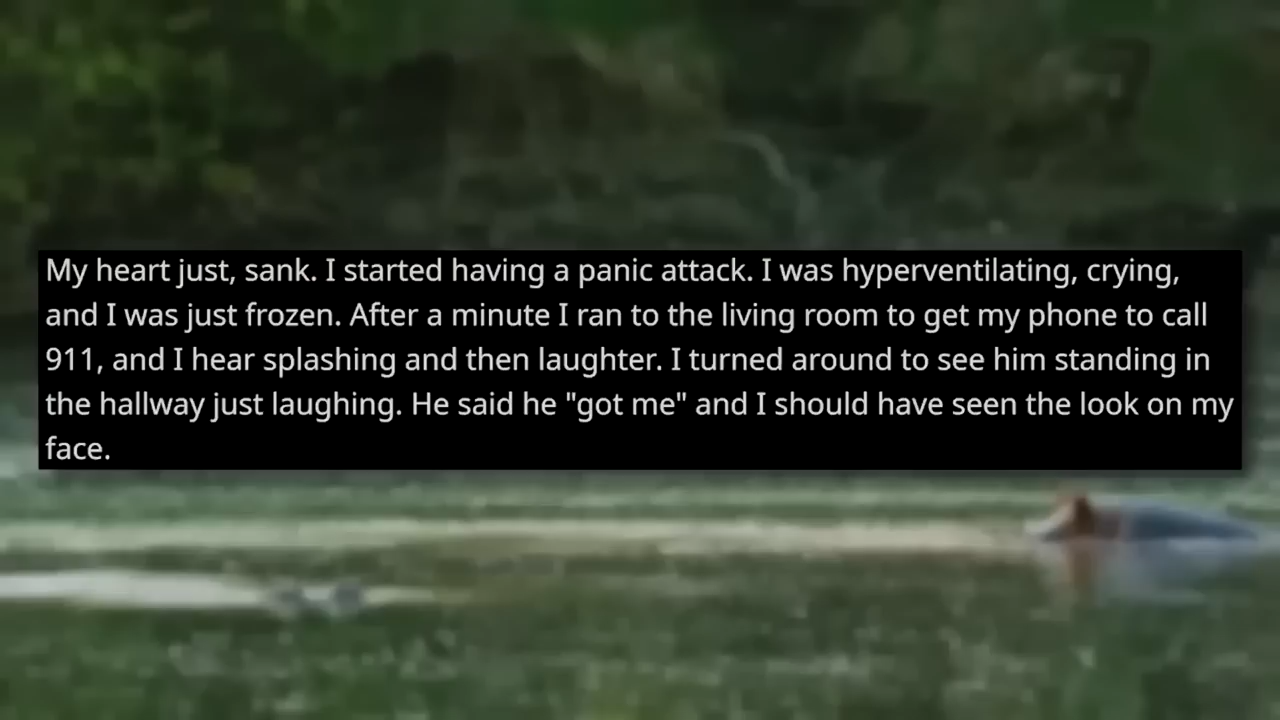 My heart just, sank. I started having a panic attack. I was hyperventilating, crying,
and I was just frozen. After a minute I ran to the living room to get my phone to call
911, and I hear splashing and then laughter. I turned around to see him standing in
the hallway just laughing. He said he "got me" and I should have seen the look on my
face.